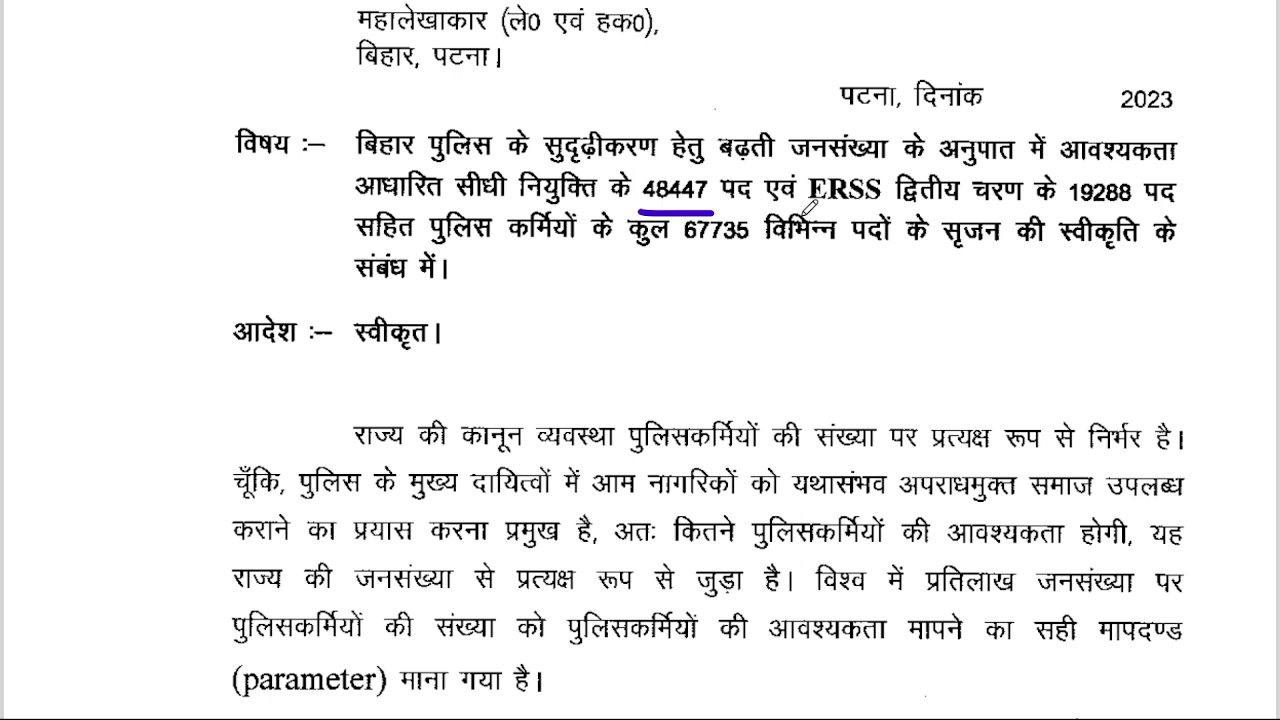 महालेखाकार (ले0 एवं हक0),
बिहार, पटना।
पटना, दिनांक 2023
विषय :– बिहार पुलिस के सुदृढ़ीकरण हेतु बढ़ती जनसंख्या के अनुपात में आवश्यकता
आधारित सीधी नियुक्ति के 48447 पद एवं ERSS द्वितीय चरण के 19288 पद
सहित पुलिस कर्मियों के कुल 67735 विभिन्न पदों के सृजन की स्वीकृति के
संबंध में।
आदेश :– स्वीकृत।
राज्य की कानून व्यवस्था पुलिसकर्मियों की संख्या पर प्रत्यक्ष रूप से निर्भर है।
चूँकि, पुलिस के मुख्य दायित्वों में आम नागरिकों को यथासंभव अपराधमुक्त समाज उपलब्ध
कराने का प्रयास करना प्रमुख है, अतः कितने पुलिसकर्मियों की आवश्यकता होगी, यह
राज्य की जनसंख्या से प्रत्यक्ष रूप से जुड़ा है। विश्व में प्रतिलाख जनसंख्या पर
पुलिसकर्मियों की संख्या को पुलिसकर्मियों की आवश्यकता मापने का सही मापदण्ड
(parameter) माना गया है।